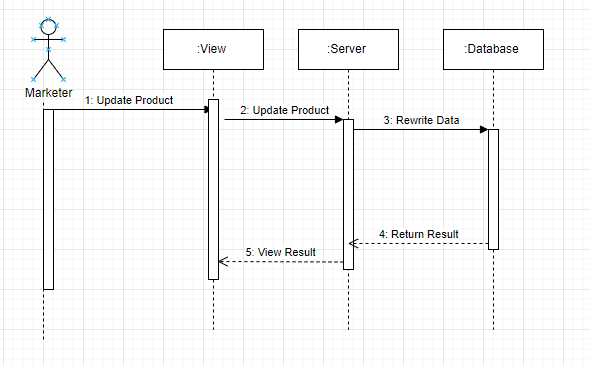 :View
:Server
:Database
Marketer
1: Update Product
2: Update Product
3: Rewrite Data
4: Return Result
5: View Result